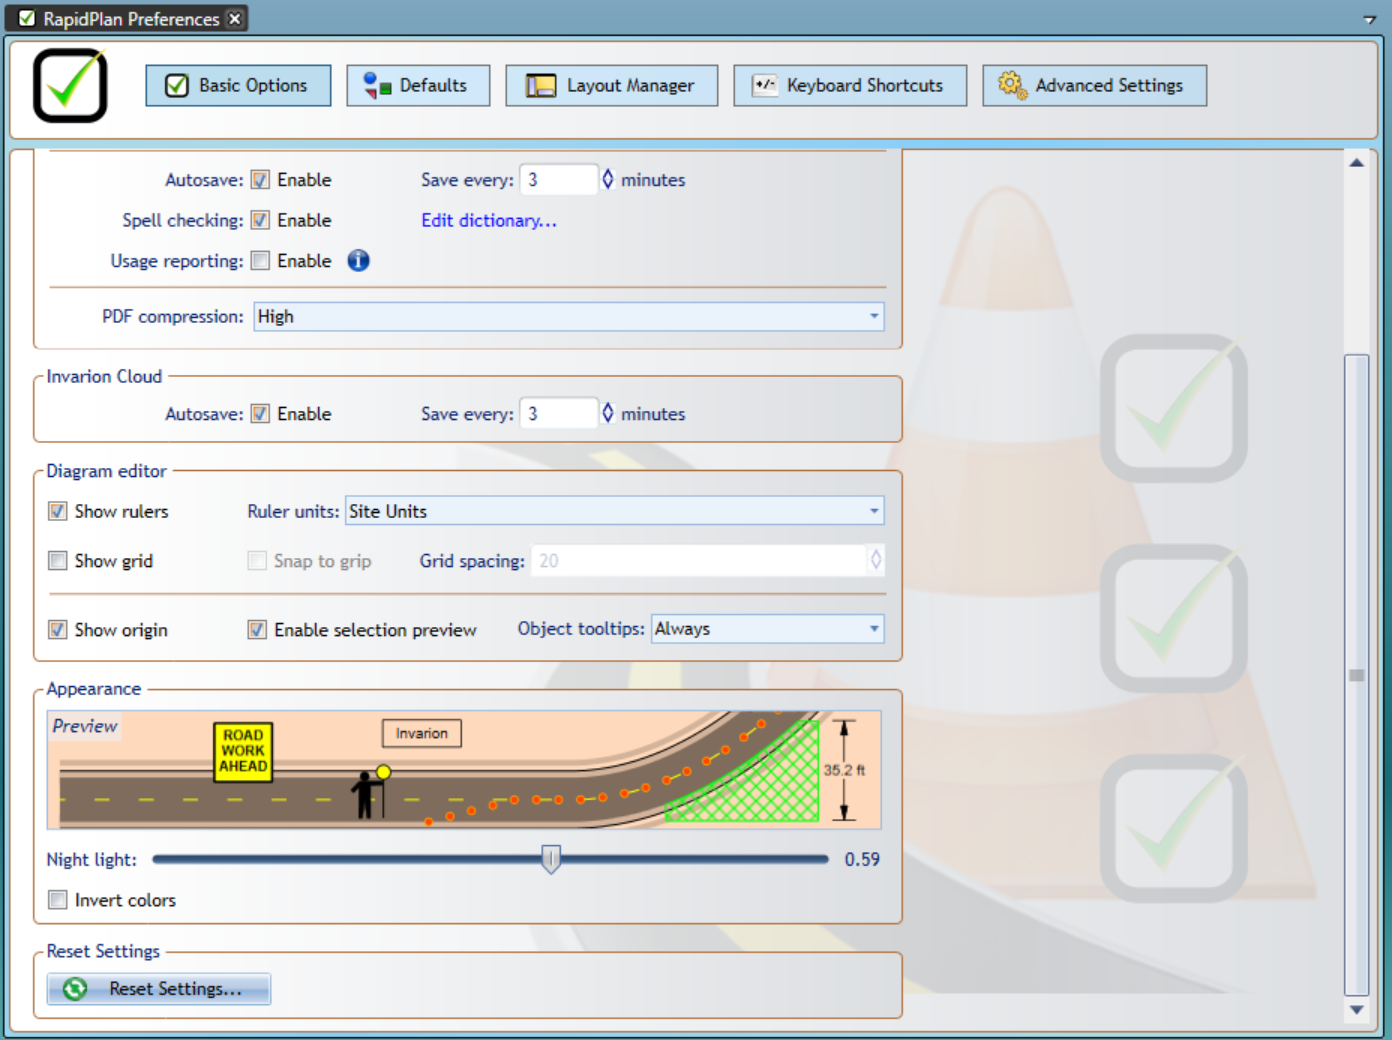 RapidPlan Preferences
Basic Options Defaults Layout Manager +/- Keyboard Shortcuts Advanced Settings
Autosave: Enable Save every: 3 minutes
Spell checking: Enable Edit dictionary...
Usage reporting: Enable
PDF compression: High
Invarion Cloud
Autosave: Enable Save every: 3 minutes
Diagram editor
Show rulers Ruler units: Site Units
Show grid Snap to grip Grid spacing: 20
Show origin Enable selection preview Object tooltips: Always
Appearance
Preview
ROAD
WORK
AHEAD
Invarion
35.2 ft
Night light: 0.59
Invert colors
Reset Settings
Reset Settings...